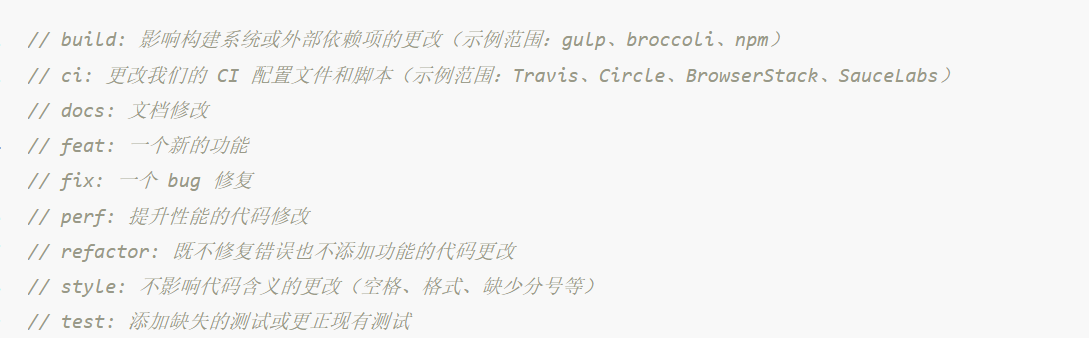 // build: 影响构建系统或外部依赖项的更改（示例范围：gulp、broccoli、npm）
// ci: 更改我们的 CI 配置文件和脚本（示例范围：Travis、Circle、BrowserStack、SauceLabs）
// docs: 文档修改
// feat: 一个新的功能
// fix: 一个 bug 修复
// perf: 提升性能的代码修改
// refactor: 既不修复错误也不添加功能的代码更改
// style: 不影响代码含义的更改（空格、格式、缺少分号等）
// test: 添加缺失的测试或更正现有测试